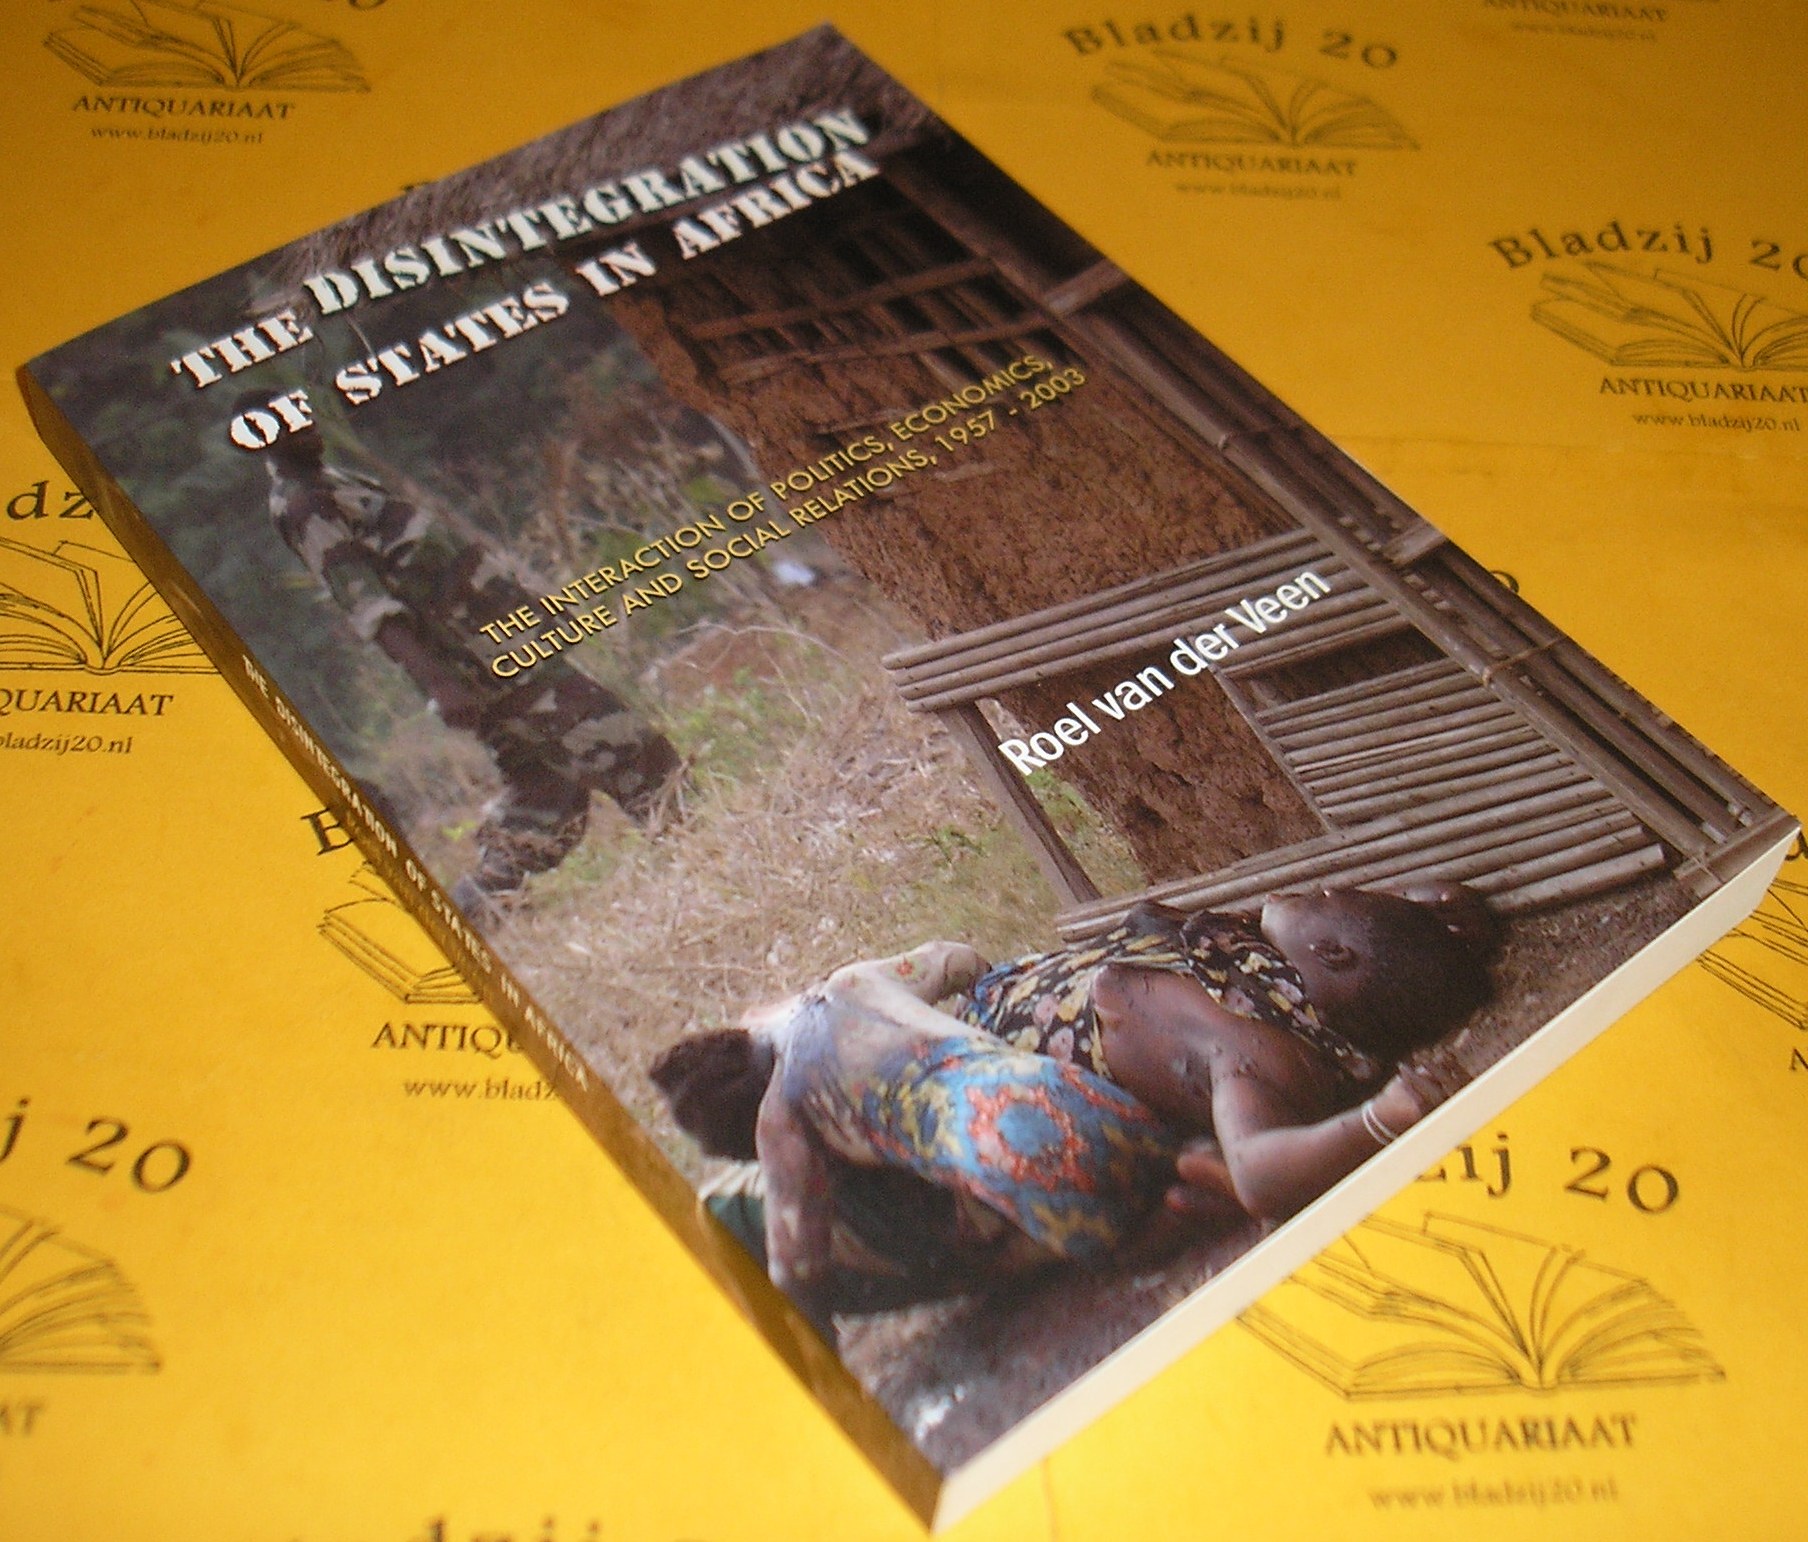 Bladzij 20
ANTIQUARIAAT
www.bladzij20.nl
Bladzij 20
ANTIQUARIAAT
www.bladzij20.nl
ANTIQUARIAAT
www.bladzij20.nl
Bladzij 20
ANTIQUARIAAT
www.bladzij20.nl
THE DISINTEGRATION
OF STATES IN AFRICA
THE INTERACTION OF POLITICS, ECONOMICS,
CULTURE AND SOCIAL RELATIONS, 1957 - 2003
Roel van der Veen
THE DISINTEGRATION OF STATES IN AFRICA
QUARIAAT
bladzij20.nl
ANTIQU
www.bladz
j 20
AT
zij 20
ANTIQUARIAAT
www.bladzij20.nl